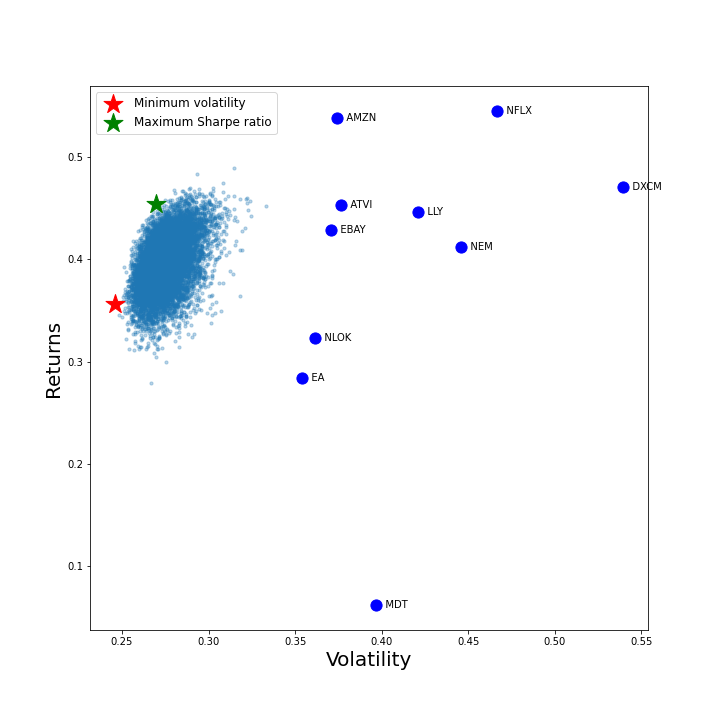 Minimum volatility
Maximum Sharpe ratio
AMZN
NFLX
DXCM
ATVI
LLY
EBAY
NEM
NLOK
EA
MDT
0.5
0.4
0.3
0.2
0.1
Returns
0.25
0.30
0.35
0.40
0.45
0.50
0.55
Volatility